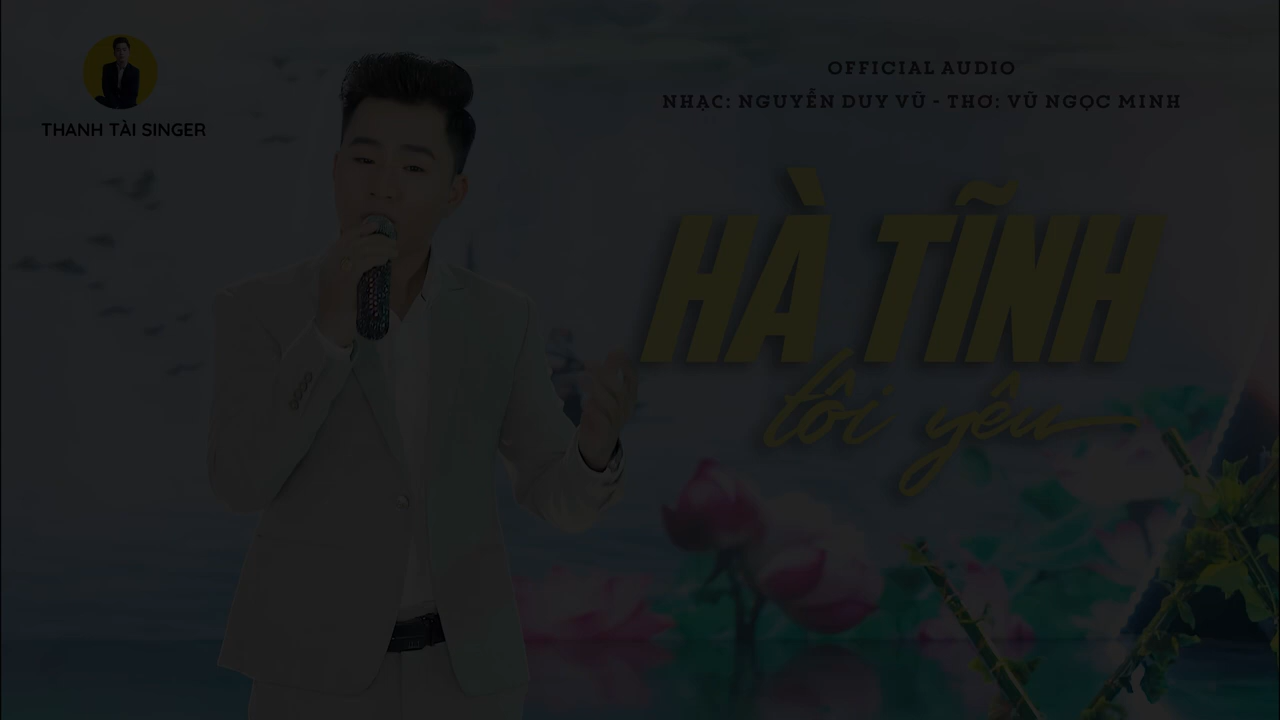 THANH TÀI SINGER
OFFICIAL AUDIO
NHẠC: NGUYỄN DUY VŨ - THƠ: VŨ NGỌC MINH
HÀ TĨNH
tôi yêu